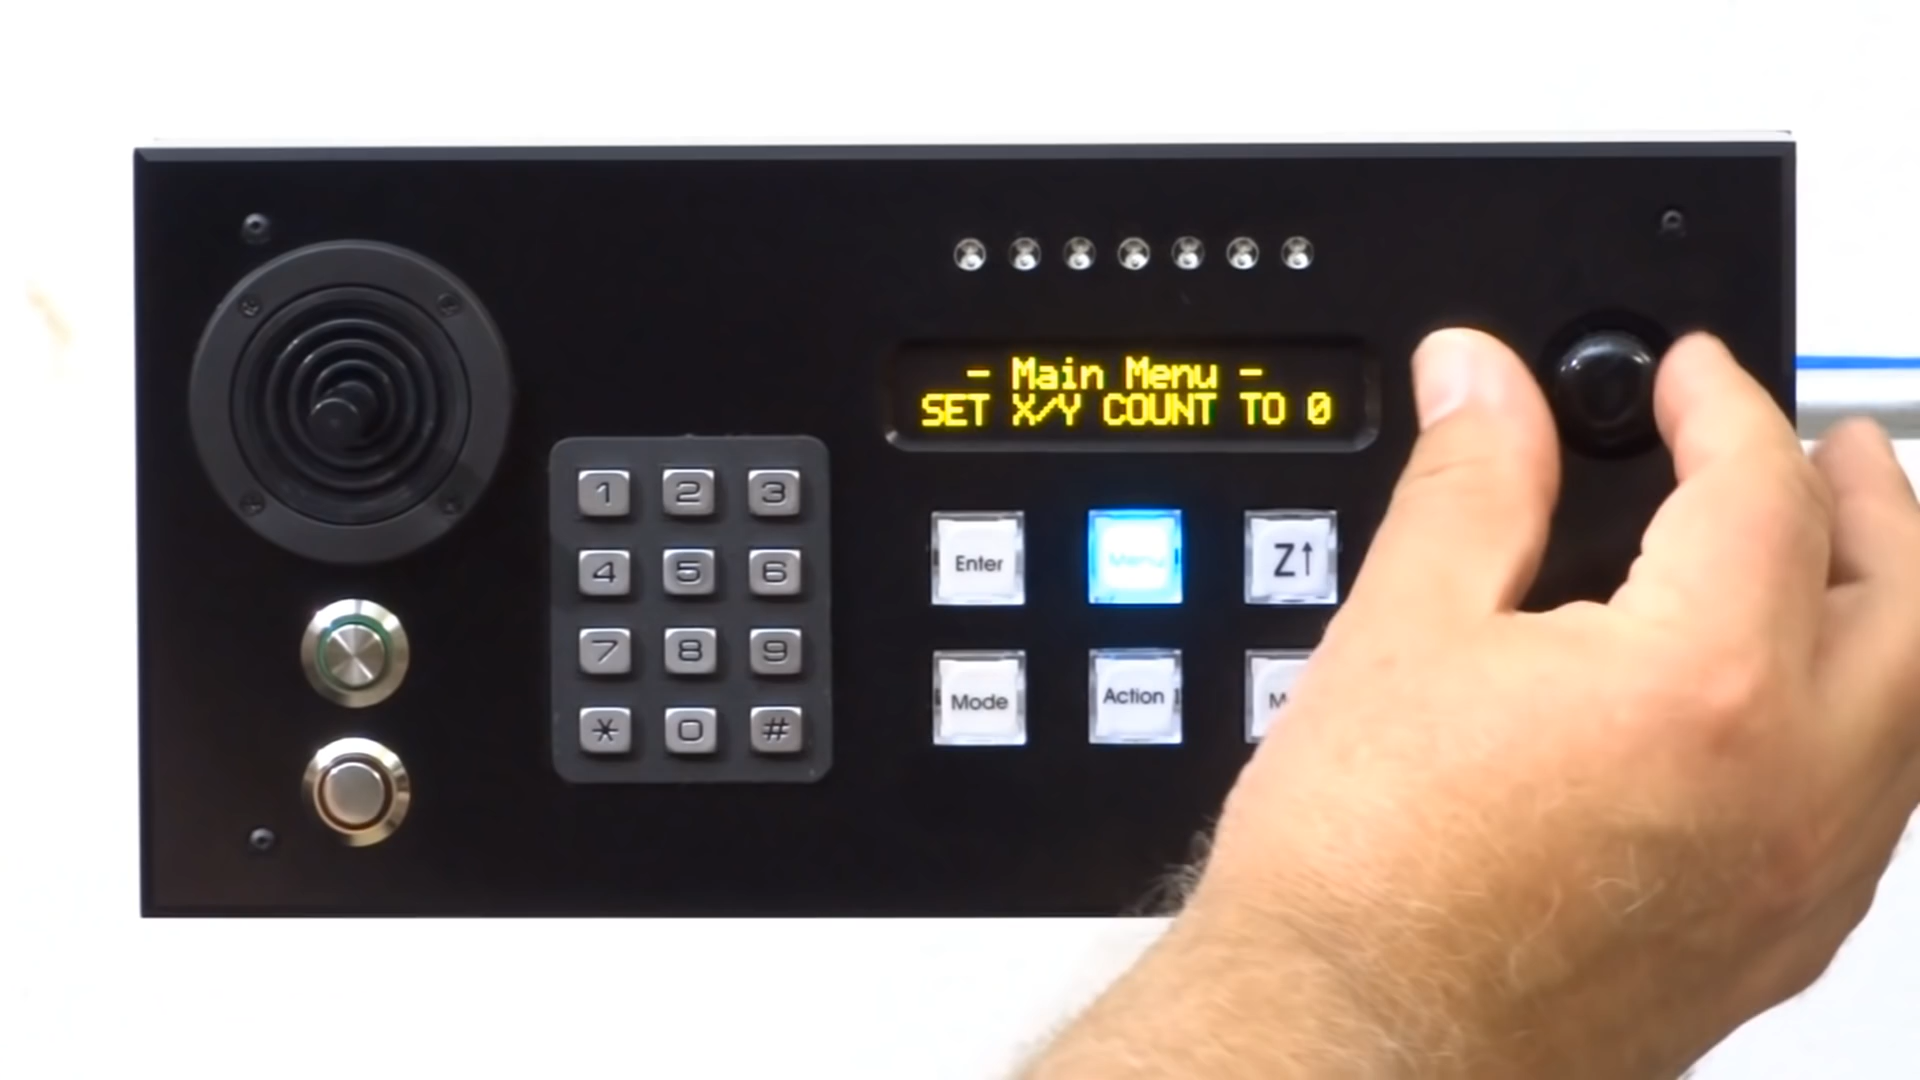 - Main Menu -
SET X/Y COUNT TO 0
1 2 3
4 5 6
7 8 9
* 0 #
Enter Menu Z↑
Mode Action